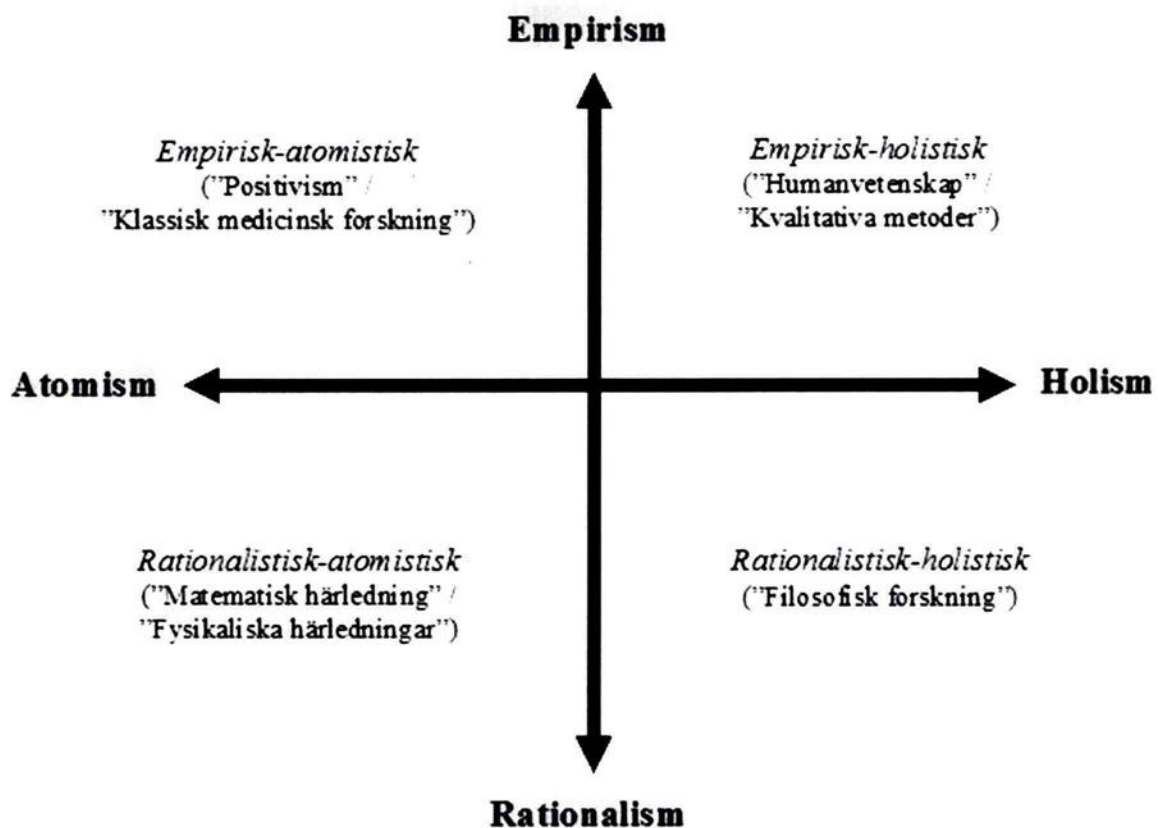 Empirism
Empirisk-atomistisk
("Positivism" /
"Klassisk medicinsk forskning")
Empirisk-holistisk
("Humanvetenskap" /
"Kvalitativa metoder")
Atomism
Holism
Rationalistisk-atomistisk
("Matematisk härledning" /
"Fysikaliska härledningar")
Rationalistisk-holistisk
("Filosofisk forskning")
Rationalism